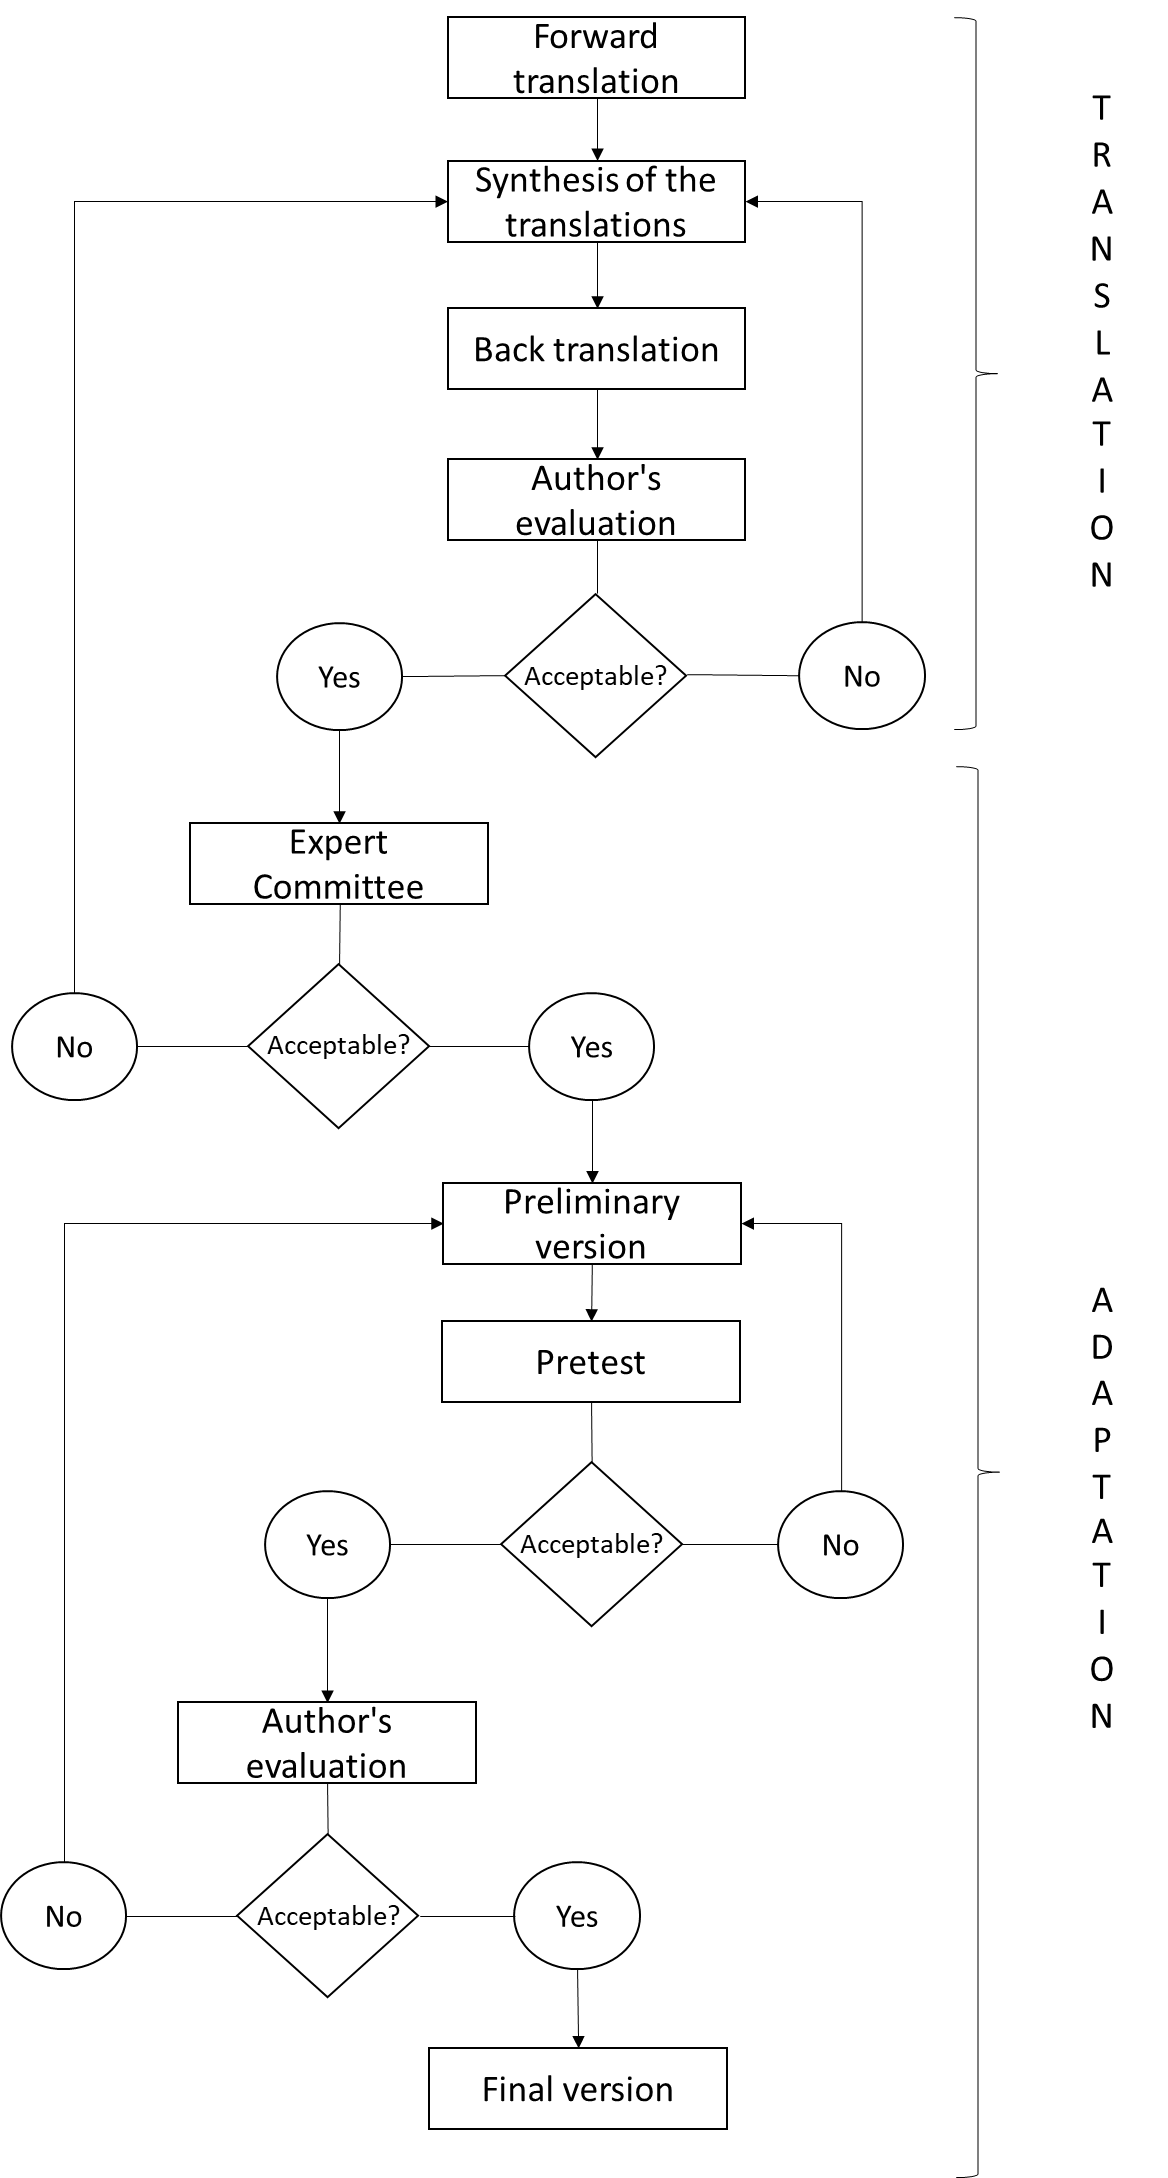 Forward
translation
Synthesis of the
translations
Back translation
Author's
evaluation
Yes
Acceptable?
No
T
R
A
N
S
L
A
T
I
O
N
Expert
Committee
No
Acceptable?
Yes
Preliminary
version
Pretest
Yes
Acceptable?
No
Author's
evaluation
No
Acceptable?
Yes
Final version
A
D
A
P
T
A
T
I
O
N